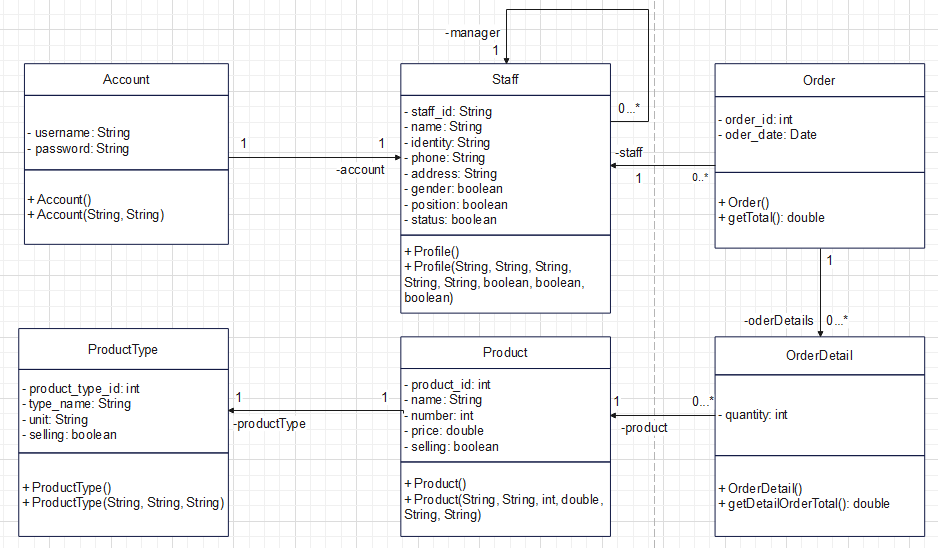 -manager
1
0...*
Account
- username: String
- password: String
+ Account()
+ Account(String, String)
1
1
-account
Staff
- staff_id: String
- name: String
- identity: String
- phone: String
- address: String
- gender: boolean
- position: boolean
- status: boolean
+ Profile()
+ Profile(String, String, String,
String, String, boolean, boolean,
boolean)
-staff
1
0..*
Order
- order_id: int
- oder_date: Date
+ Order()
+ getTotal(): double
1
-oderDetails
0...*
ProductType
- product_type_id: int
- type_name: String
- unit: String
- selling: boolean
+ ProductType()
+ ProductType(String, String, String)
1
1
-productType
Product
- product_id: int
- name: String
- number: int
- price: double
- selling: boolean
+ Product()
+ Product(String, String, int, double,
String, String)
1
0...*
-product
OrderDetail
- quantity: int
+ OrderDetail()
+ getDetailOrderTotal(): double